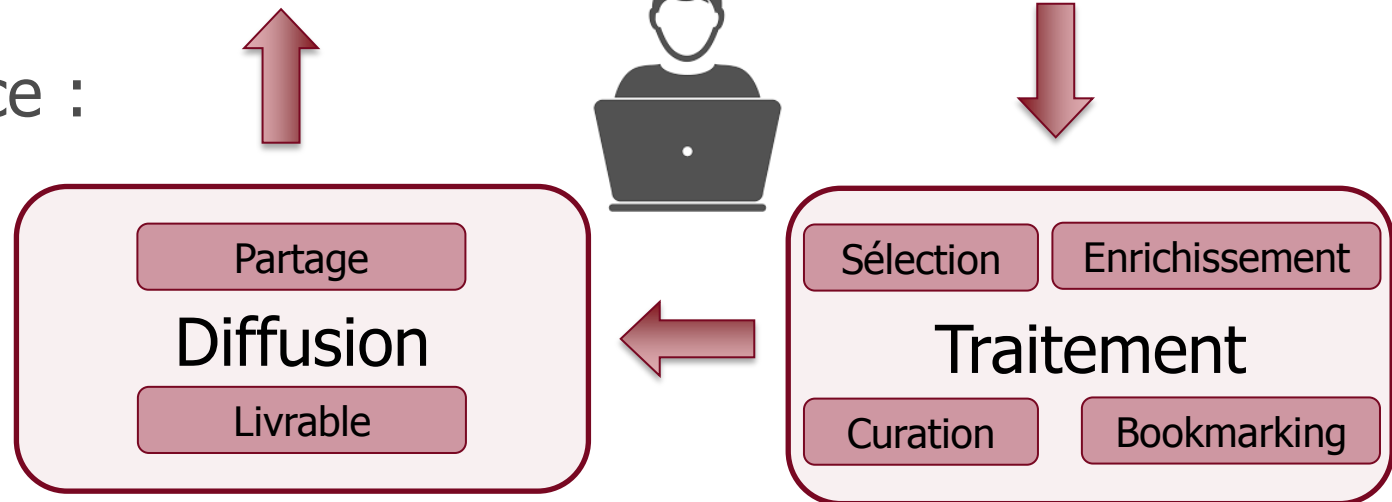 ce :
Partage
Diffusion
Livrable
Sélection
Enrichissement
Traitement
Curation
Bookmarking